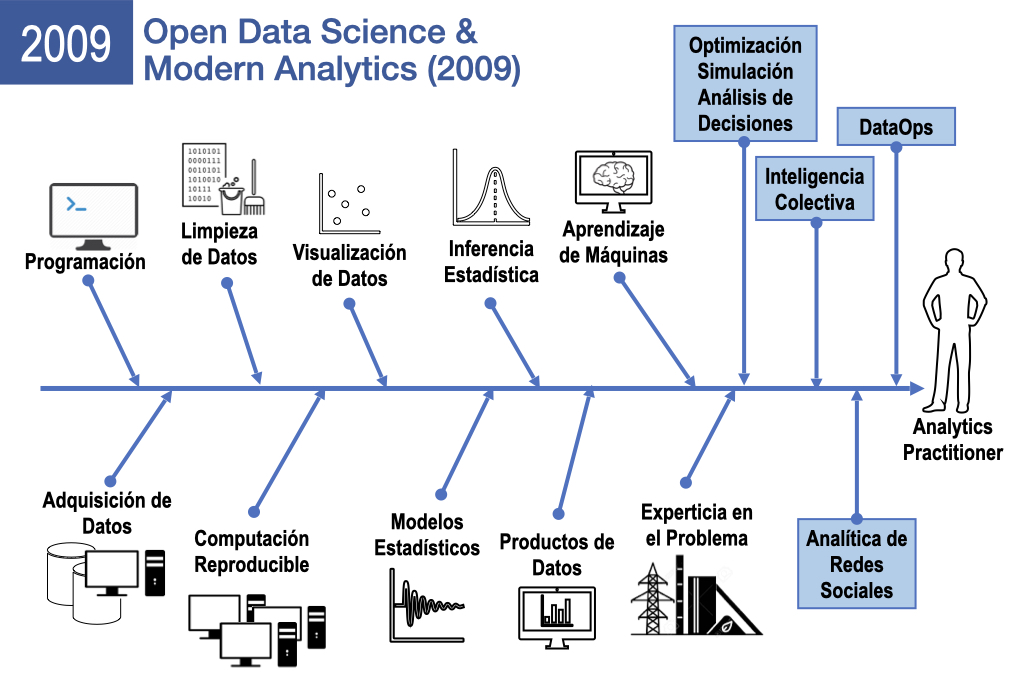 2009
Open Data Science &
Modern Analytics (2009)
Optimización
Simulación
Análisis de
Decisiones
DataOps
Inteligencia
Colectiva
1010101
0000111
0010101
1010010
10111
10010
Programación
Limpieza
de Datos
Visualización
de Datos
Inferencia
Estadística
Aprendizaje
de Máquinas
Analytics
Practitioner
Adquisición de
Datos
Computación
Reproducible
Modelos
Estadísticos
Productos de
Datos
Experticia en
el Problema
Analítica de
Redes
Sociales